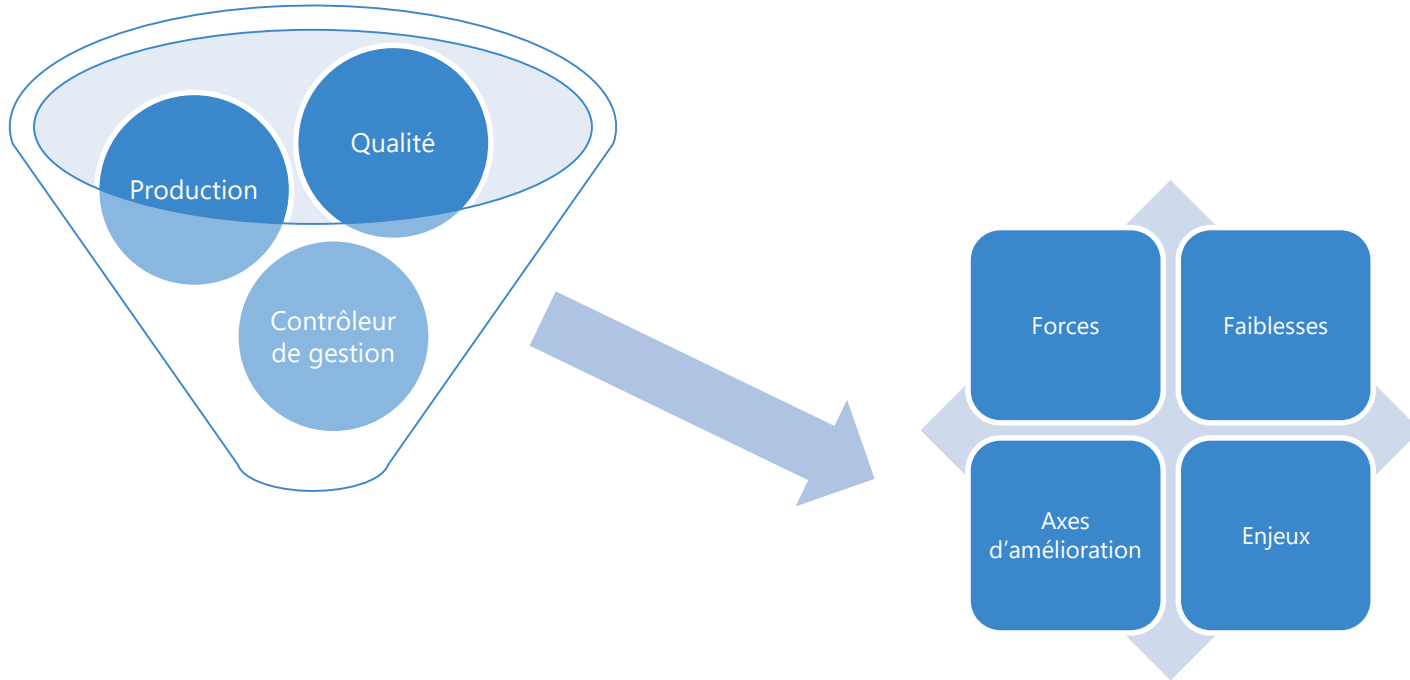 Qualité
Production
Contrôleur
de gestion
Forces
Faiblesses
Axes
d’amélioration
Enjeux